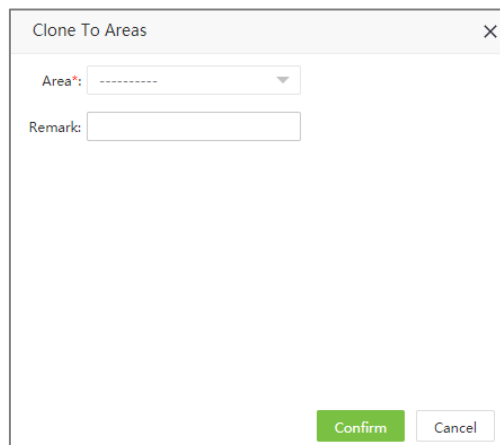 Clone To Areas
Area*: ----------
Remark:
Confirm Cancel